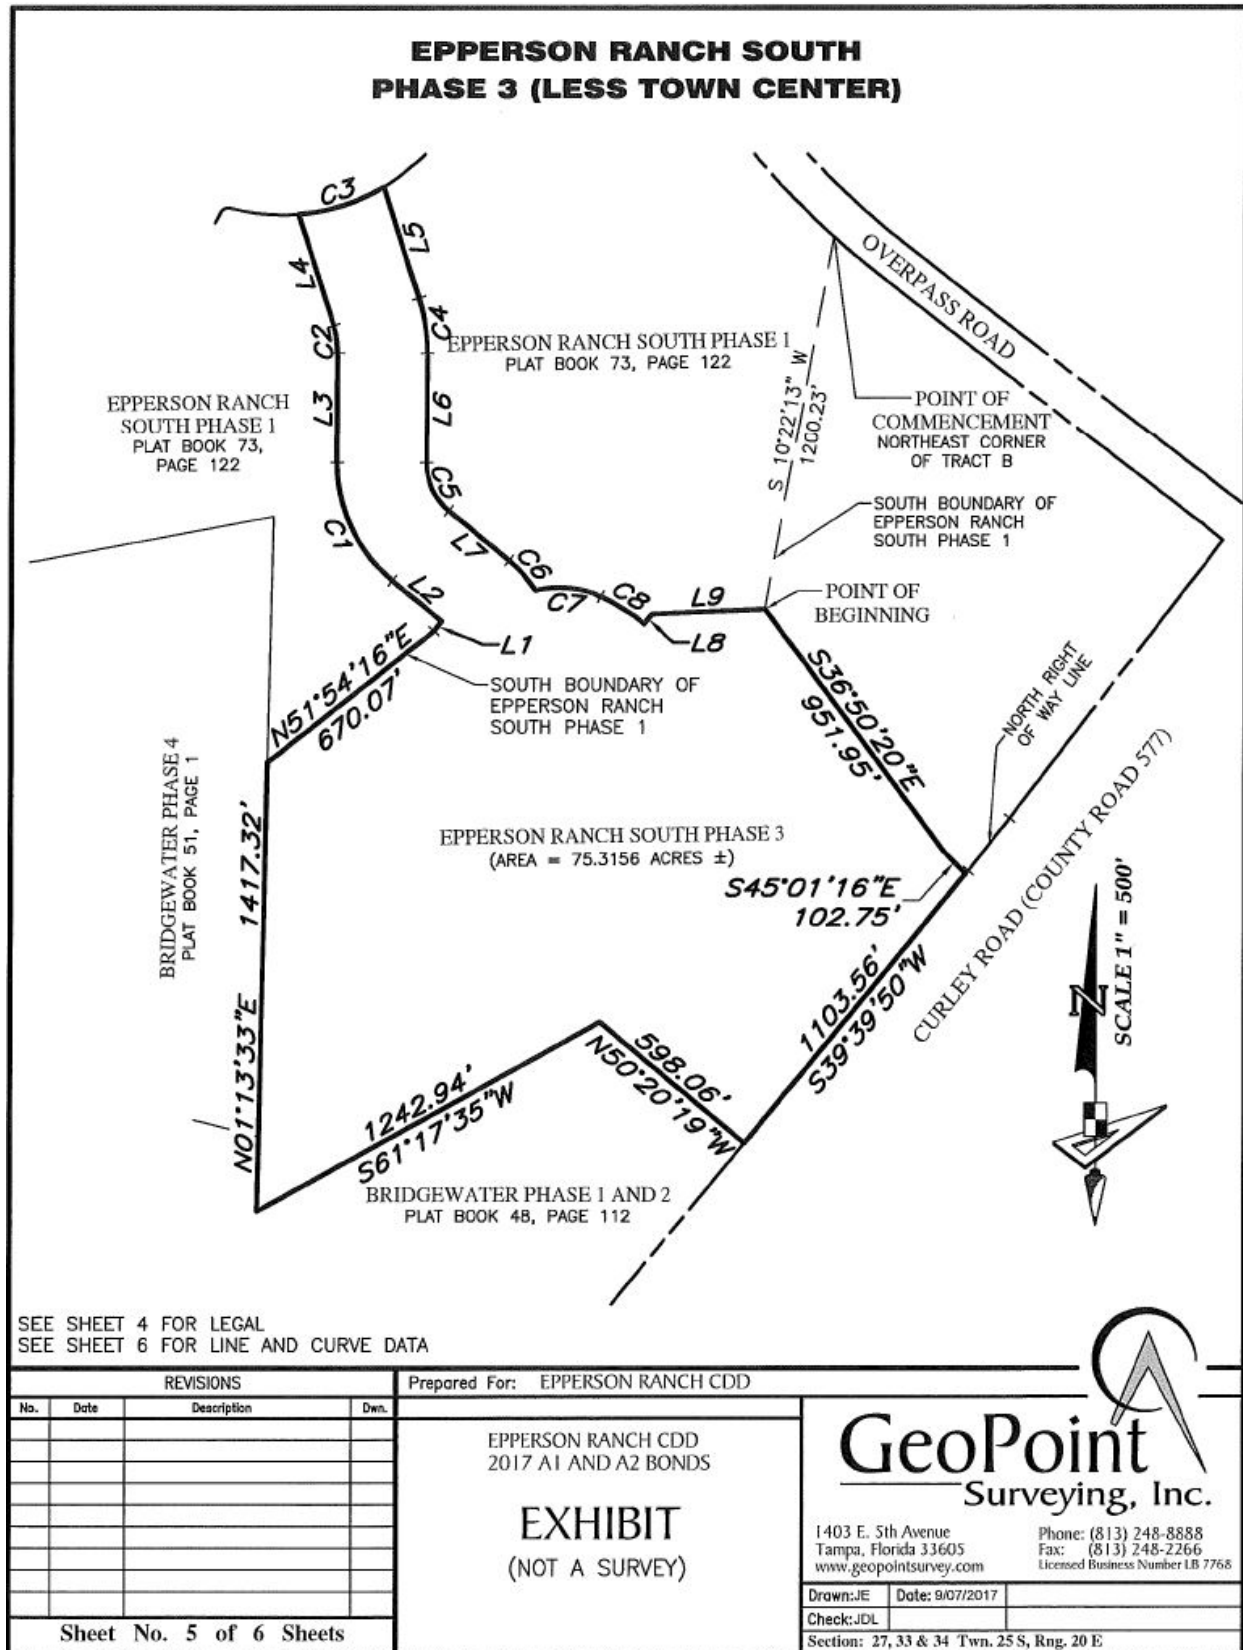 EPPERSON RANCH SOUTH
PHASE 3 (LESS TOWN CENTER)
C3
L5
L4
C4
C2
OVERPASS ROAD
EPPERSON RANCH SOUTH PHASE 1
PLAT BOOK 73, PAGE 122
S 10°22'13" W
1200.23'
EPPERSON RANCH
SOUTH PHASE 1
PLAT BOOK 73,
PAGE 122
L3
L6
POINT OF
COMMENCEMENT
NORTHEAST CORNER
OF TRACT B
C5
SOUTH BOUNDARY OF
EPPERSON RANCH
SOUTH PHASE 1
C1
L7
C6
L2
C7
C8
L9
POINT OF
BEGINNING
L1
L8
N51°54'16"E
670.07'
SOUTH BOUNDARY OF
EPPERSON RANCH
SOUTH PHASE 1
S36°50'20"E
951.95'
NORTH RIGHT
OF WAY LINE
BRIDGEWATER PHASE 4
PLAT BOOK 51, PAGE 1
1417.32'
N01°13'33"E
EPPERSON RANCH SOUTH PHASE 3
(AREA = 75.3156 ACRES ±)
S45°01'16"E
102.75'
CURLEY ROAD (COUNTY ROAD 577)
SCALE 1" = 500'
N
1103.56'
S39°39'50"W
598.06'
N50°20'19"W
1242.94'
S61°17'35"W
BRIDGEWATER PHASE 1 AND 2
PLAT BOOK 48, PAGE 112
SEE SHEET 4 FOR LEGAL
SEE SHEET 6 FOR LINE AND CURVE DATA
REVISIONS
No. Date Description Dwn.
Sheet No. 5 of 6 Sheets
Prepared For: EPPERSON RANCH CDD
EPPERSON RANCH CDD
2017 A1 AND A2 BONDS
EXHIBIT
(NOT A SURVEY)
GeoPoint
Surveying, Inc.
1403 E. 5th Avenue
Tampa, Florida 33605
www.geopointsurvey.com
Phone: (813) 248-8888
Fax: (813) 248-2266
Licensed Business Number LB 7768
Drawn:JE Date: 9/07/2017
Check:JDL
Section: 27, 33 & 34 Twn. 25 S, Rng. 20 E